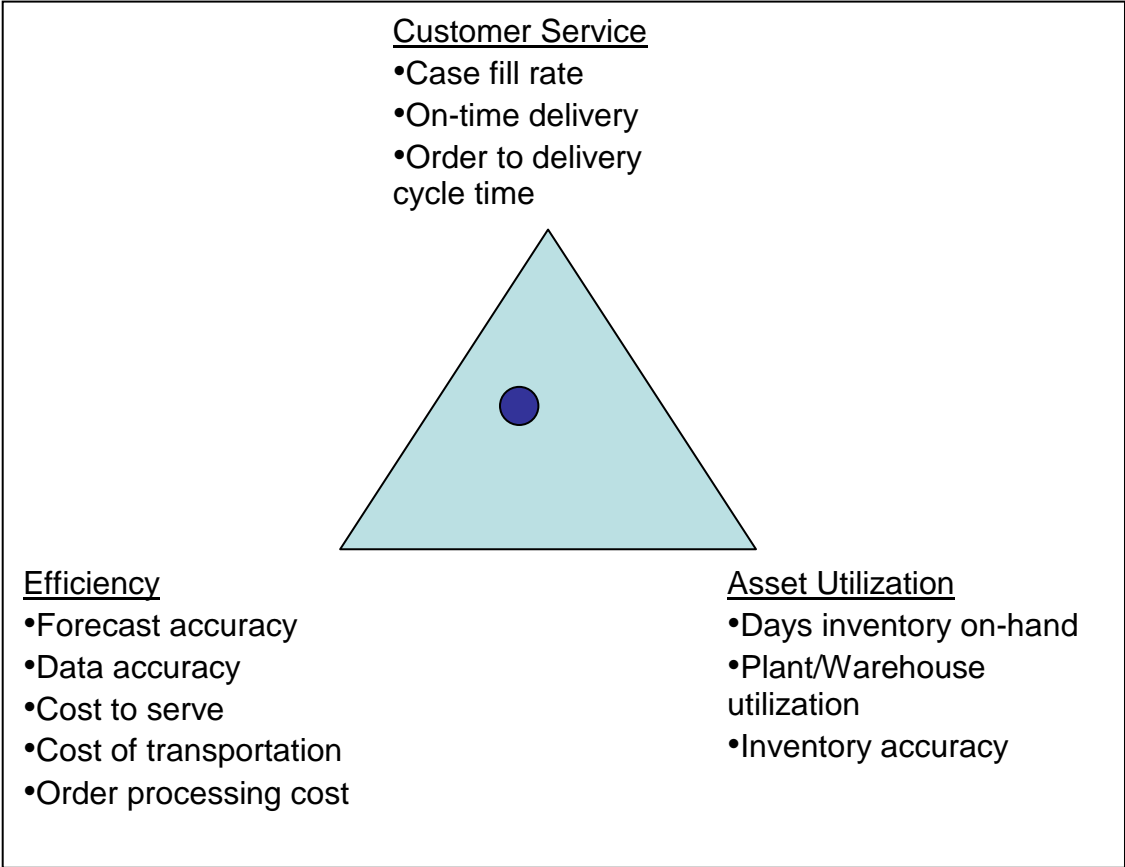 Customer Service
•Case fill rate
•On-time delivery
•Order to delivery
cycle time
Efficiency
•Forecast accuracy
•Data accuracy
•Cost to serve
•Cost of transportation
•Order processing cost
Asset Utilization
•Days inventory on-hand
•Plant/Warehouse
utilization
•Inventory accuracy